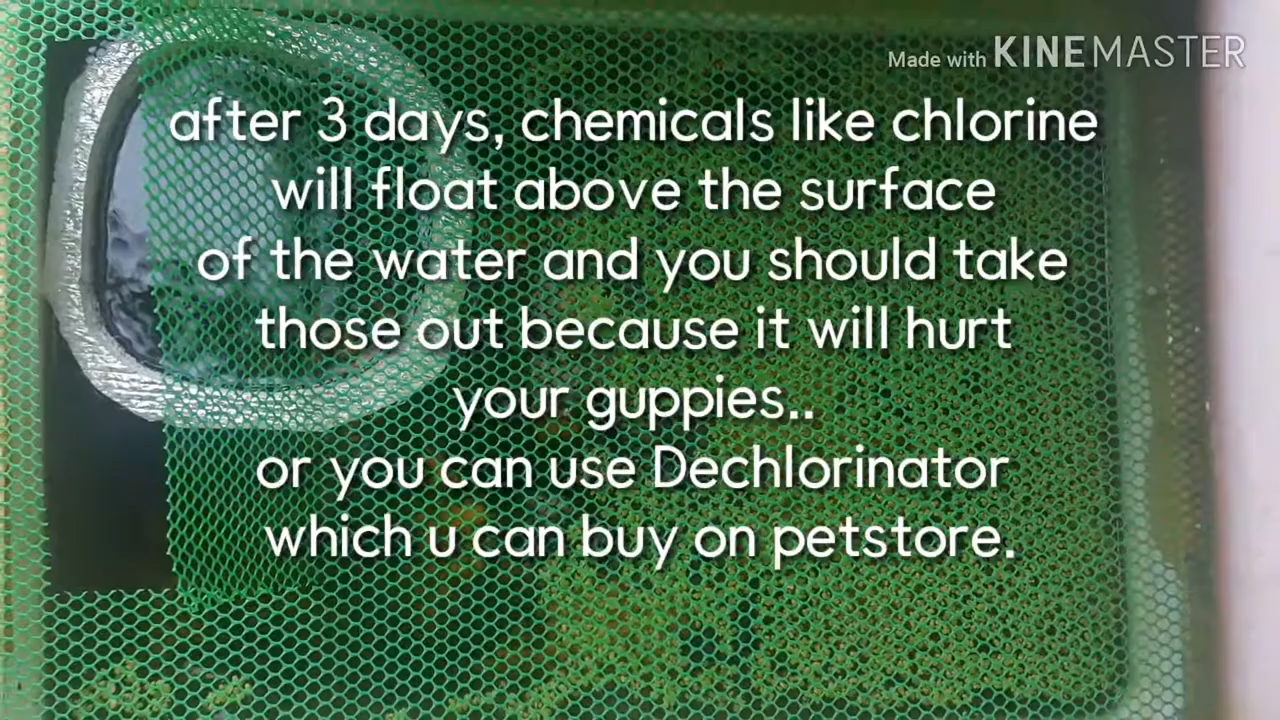 Made with KINEMASTER
after 3 days, chemicals like chlorine
will float above the surface
of the water and you should take
those out because it will hurt
your guppies..
or you can use Dechlorinator
which u can buy on petstore.